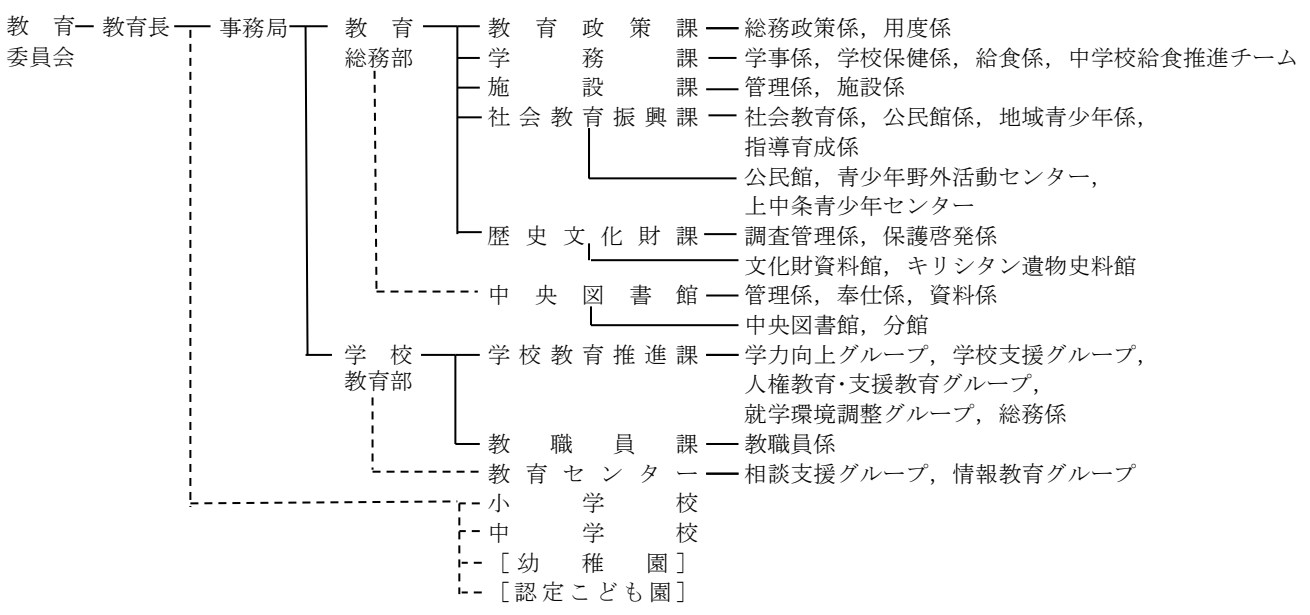 教育 教育長 事務局 教育 教育政策課 総務政策係，用度係
委員会 総務部 学務課 学事係，学校保健係，給食係，中学校給食推進チーム
施設課 管理係，施設係
社会教育振興課 社会教育係，公民館係，地域青少年係，
指導育成係
公民館，青少年野外活動センター，
上中条青少年センター
歴史文化財課 調査管理係，保護啓発係
文化財資料館，キリシタン遺物史料館
中央図書館 管理係，奉仕係，資料係
中央図書館，分館
学校 学校教育推進課 学力向上グループ，学校支援グループ，
教育部 人権教育・支援教育グループ，
就学環境調整グループ，総務係
教職員課 教職員係
教育センター 相談支援グループ，情報教育グループ
小学校
中学校
［幼稚園］
［認定こども園］